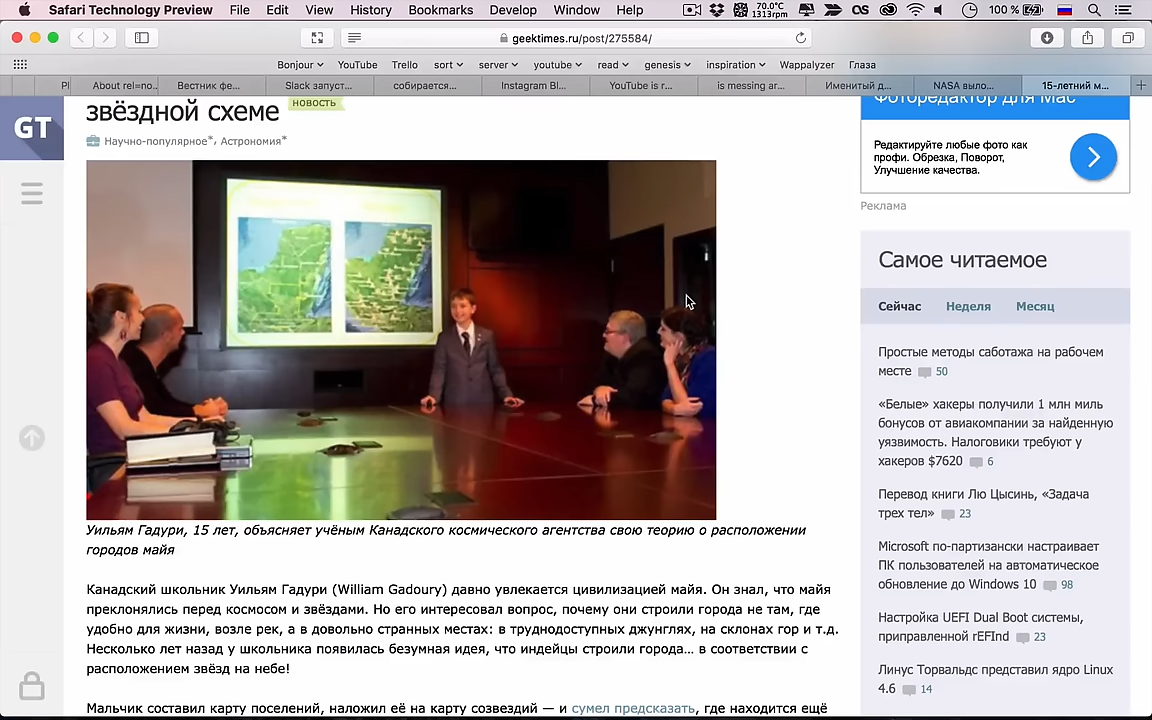 Safari Technology Preview File Edit View History Bookmarks Develop Window Help 70.0°C 1313rpm 100 %
geektimes.ru/post/275584/
Bonjour YouTube Trello sort server youtube read genesis inspiration Wappalyzer Глаза
Pl About rel=no.. Вестник фе... Slack запуст... собирается... Instagram Bl... YouTube is r... is messing ar... Именитый д... NASA выло... 15-летний м...
GT
звёздной схеме новость
Научно-популярное*, Астрономия*
Уильям Гадури, 15 лет, объясняет учёным Канадского космического агентства свою теорию о расположении
городов майя
Канадский школьник Уильям Гадури (William Gadoury) давно увлекается цивилизацией майя. Он знал, что майя
преклонялись перед космосом и звёздами. Но его интересовал вопрос, почему они строили города не там, где
удобно для жизни, возле рек, а в довольно странных местах: в труднодоступных джунглях, на склонах гор и т.д.
Несколько лет назад у школьника появилась безумная идея, что индейцы строили города... в соответствии с
расположением звёзд на небе!
Мальчик составил карту поселений, наложил её на карту созвездий — и сумел предсказать, где находится ещё
Фоторедактор для Mac
Редактируйте любые фото как
профи. Обрезка, Поворот,
Улучшение качества.
Реклама
Самое читаемое
Сейчас Неделя Месяц
Простые методы саботажа на рабочем
месте 50
«Белые» хакеры получили 1 млн миль
бонусов от авиакомпании за найденную
уязвимость. Налоговики требуют у
хакеров $7620 6
Перевод книги Лю Цысинь, «Задача
трех тел» 23
Microsoft по-партизански настраивает
ПК пользователей на автоматическое
обновление до Windows 10 98
Настройка UEFI Dual Boot системы,
приправленной rEFInd 23
Линус Торвальдс представил ядро Linux
4.6 14